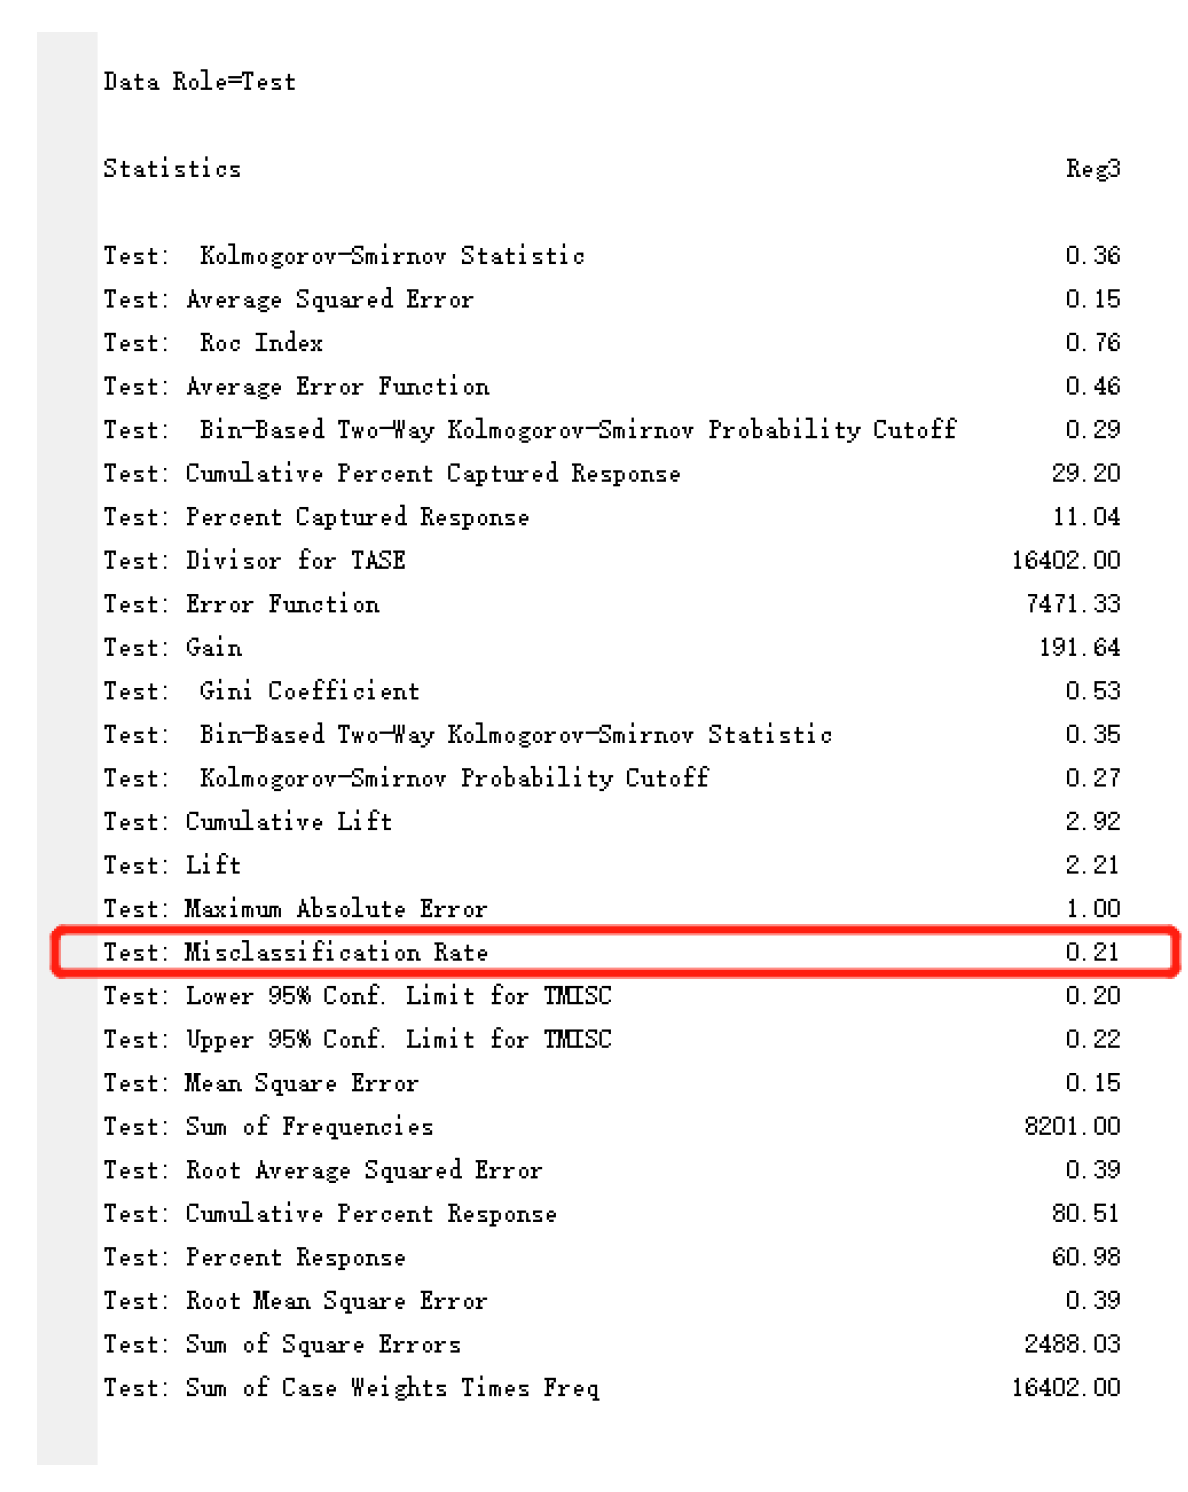 Data Role=Test
Statistics Reg3
Test: Kolmogorov-Smirnov Statistic 0.36
Test: Average Squared Error 0.15
Test: Roc Index 0.76
Test: Average Error Function 0.46
Test: Bin-Based Two-Way Kolmogorov-Smirnov Probability Cutoff 0.29
Test: Cumulative Percent Captured Response 29.20
Test: Percent Captured Response 11.04
Test: Divisor for TASE 16402.00
Test: Error Function 7471.33
Test: Gain 191.64
Test: Gini Coefficient 0.53
Test: Bin-Based Two-Way Kolmogorov-Smirnov Statistic 0.35
Test: Kolmogorov-Smirnov Probability Cutoff 0.27
Test: Cumulative Lift 2.92
Test: Lift 2.21
Test: Maximum Absolute Error 1.00
Test: Misclassification Rate 0.21
Test: Lower 95% Conf. Limit for TMISC 0.20
Test: Upper 95% Conf. Limit for TMISC 0.22
Test: Mean Square Error 0.15
Test: Sum of Frequencies 8201.00
Test: Root Average Squared Error 0.39
Test: Cumulative Percent Response 80.51
Test: Percent Response 60.98
Test: Root Mean Square Error 0.39
Test: Sum of Square Errors 2488.03
Test: Sum of Case Weights Times Freq 16402.00